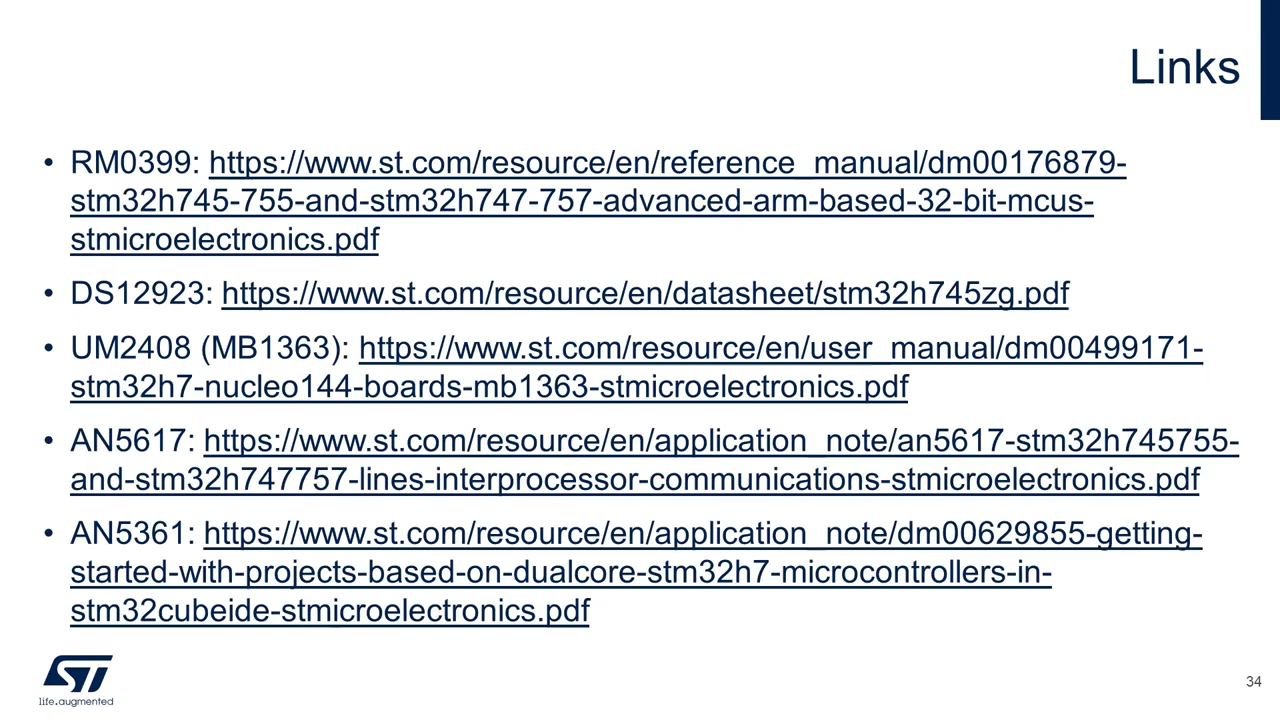 Links
• RM0399: https://www.st.com/resource/en/reference_manual/dm00176879-
stm32h745-755-and-stm32h747-757-advanced-arm-based-32-bit-mcus-
stmicroelectronics.pdf
• DS12923: https://www.st.com/resource/en/datasheet/stm32h745zg.pdf
• UM2408 (MB1363): https://www.st.com/resource/en/user_manual/dm00499171-
stm32h7-nucleo144-boards-mb1363-stmicroelectronics.pdf
• AN5617: https://www.st.com/resource/en/application_note/an5617-stm32h745755-
and-stm32h747757-lines-interprocessor-communications-stmicroelectronics.pdf
• AN5361: https://www.st.com/resource/en/application_note/dm00629855-getting-
started-with-projects-based-on-dualcore-stm32h7-microcontrollers-in-
stm32cubeide-stmicroelectronics.pdf
ST
life.augmented
34